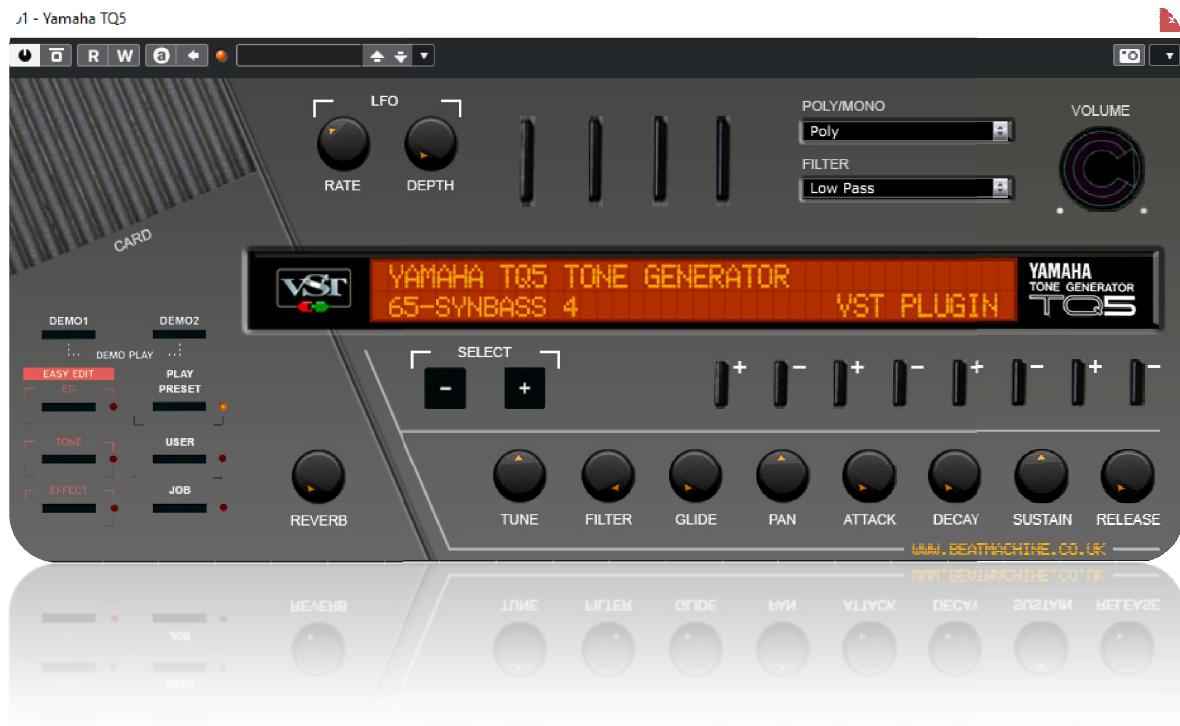 01 - Yamaha TQ5
x
R W a
LFO
RATE DEPTH
POLY/MONO
Poly
FILTER
Low Pass
VOLUME
CARD
VST
YAMAHA TQ5 TONE GENERATOR
65-SYNBASS 4 VST PLUGIN
YAMAHA
TONE GENERATOR
TQ5
DEMO1 DEMO2
DEMO PLAY
EASY EDIT
EG
PLAY
PRESET
TONE
USER
EFFECT
JOB
SELECT
- +
+ - + - + - + -
REVERB
TUNE FILTER GLIDE PAN ATTACK DECAY SUSTAIN RELEASE
WWW.BEATMACHINE.CO.UK